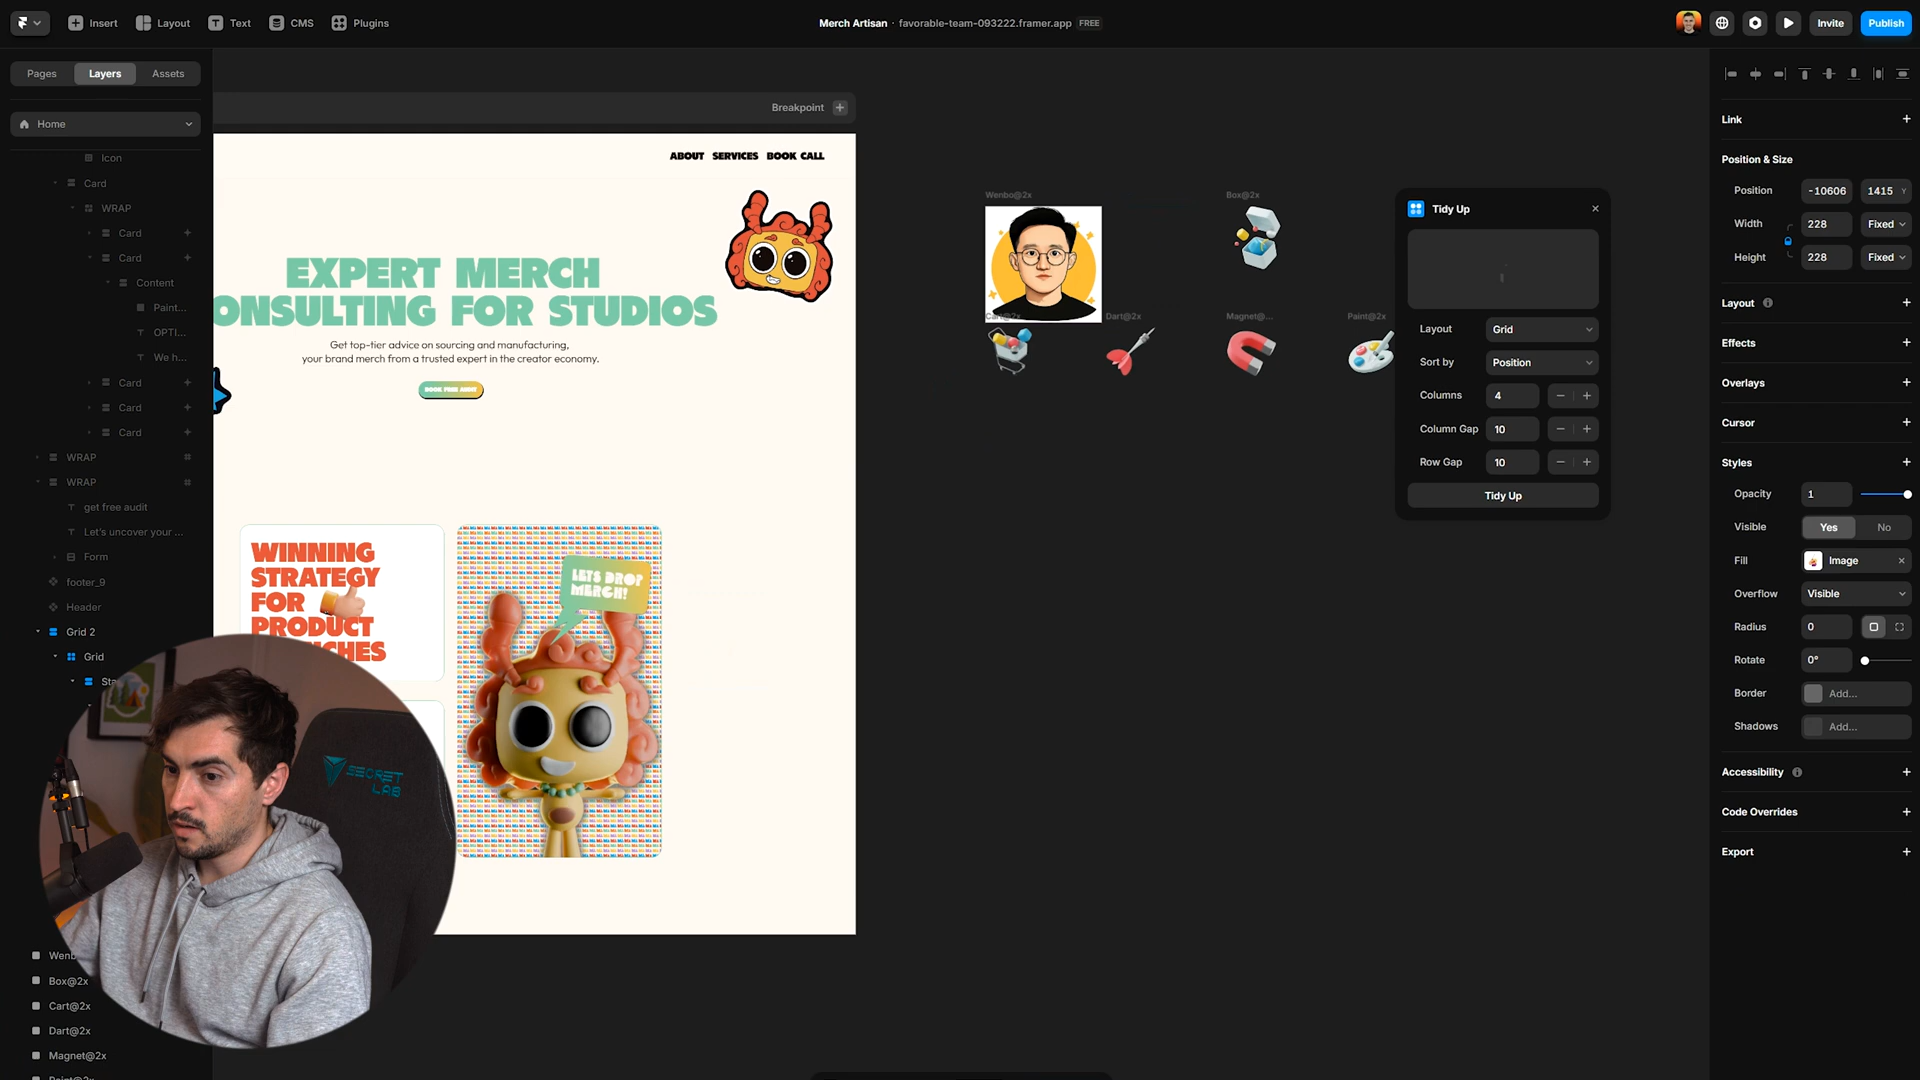 Insert
Layout
Text
CMS
Plugins
Merch Artisan · favorable-team-093222.framer.app FREE
Invite
Publish
Pages
Layers
Assets
Home
Icon
Card
WRAP
Card
Card
Content
Paint...
OPTI...
We h...
Card
Card
Card
WRAP
WRAP
get free audit
Let's uncover your ...
Form
footer_9
Header
Grid 2
Grid
Box@2x
Cart@2x
Dart@2x
Magnet@2x
Breakpoint
ABOUT SERVICES BOOK CALL
EXPERT MERCH
ONSULTING FOR STUDIOS
Get top-tier advice on sourcing and manufacturing,
your brand merch from a trusted expert in the creator economy.
BOOK FREE AUDIT
WINNING
STRATEGY
FOR
PRODUCT
LETS DROP
MERCH!
SECRET
LAB
Wenbo@2x
Box@2x
Cart@2x
Dart@2x
Magnet@...
Paint@2x
Tidy Up
Layout
Grid
Sort by
Position
Columns
4
Column Gap
10
Row Gap
10
Tidy Up
Link
Position & Size
Position
-10606
1415
Y
Width
228
Fixed
Height
228
Fixed
Layout
Effects
Overlays
Cursor
Styles
Opacity
1
Visible
Yes
No
Fill
Image
Overflow
Visible
Radius
0
Rotate
0°
Border
Add...
Shadows
Add...
Accessibility
Code Overrides
Export